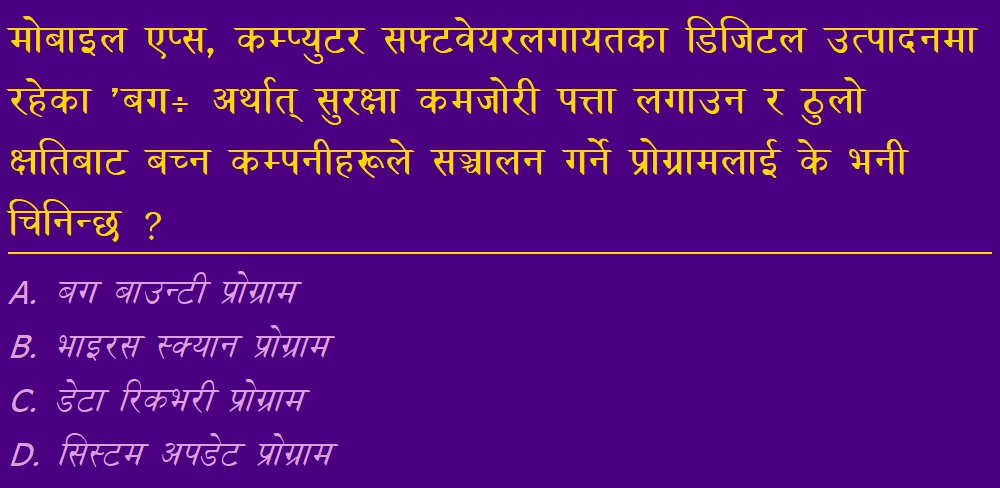 मोबाइल एप्स, कम्प्युटर सफ्टवेयरलगायतका डिजिटल उत्पादनमा
रहेका ’बग÷ अर्थात् सुरक्षा कमजोरी पत्ता लगाउन र ठुलो
क्षतिबाट बच्न कम्पनीहरूले सञ्चालन गर्ने प्रोग्रामलाई के भनी
चिनिन्छ ?
A. बग बाउन्टी प्रोग्राम
B. भाइरस स्क्यान प्रोग्राम
C. डेटा रिकभरी प्रोग्राम
D. सिस्टम अपडेट प्रोग्राम